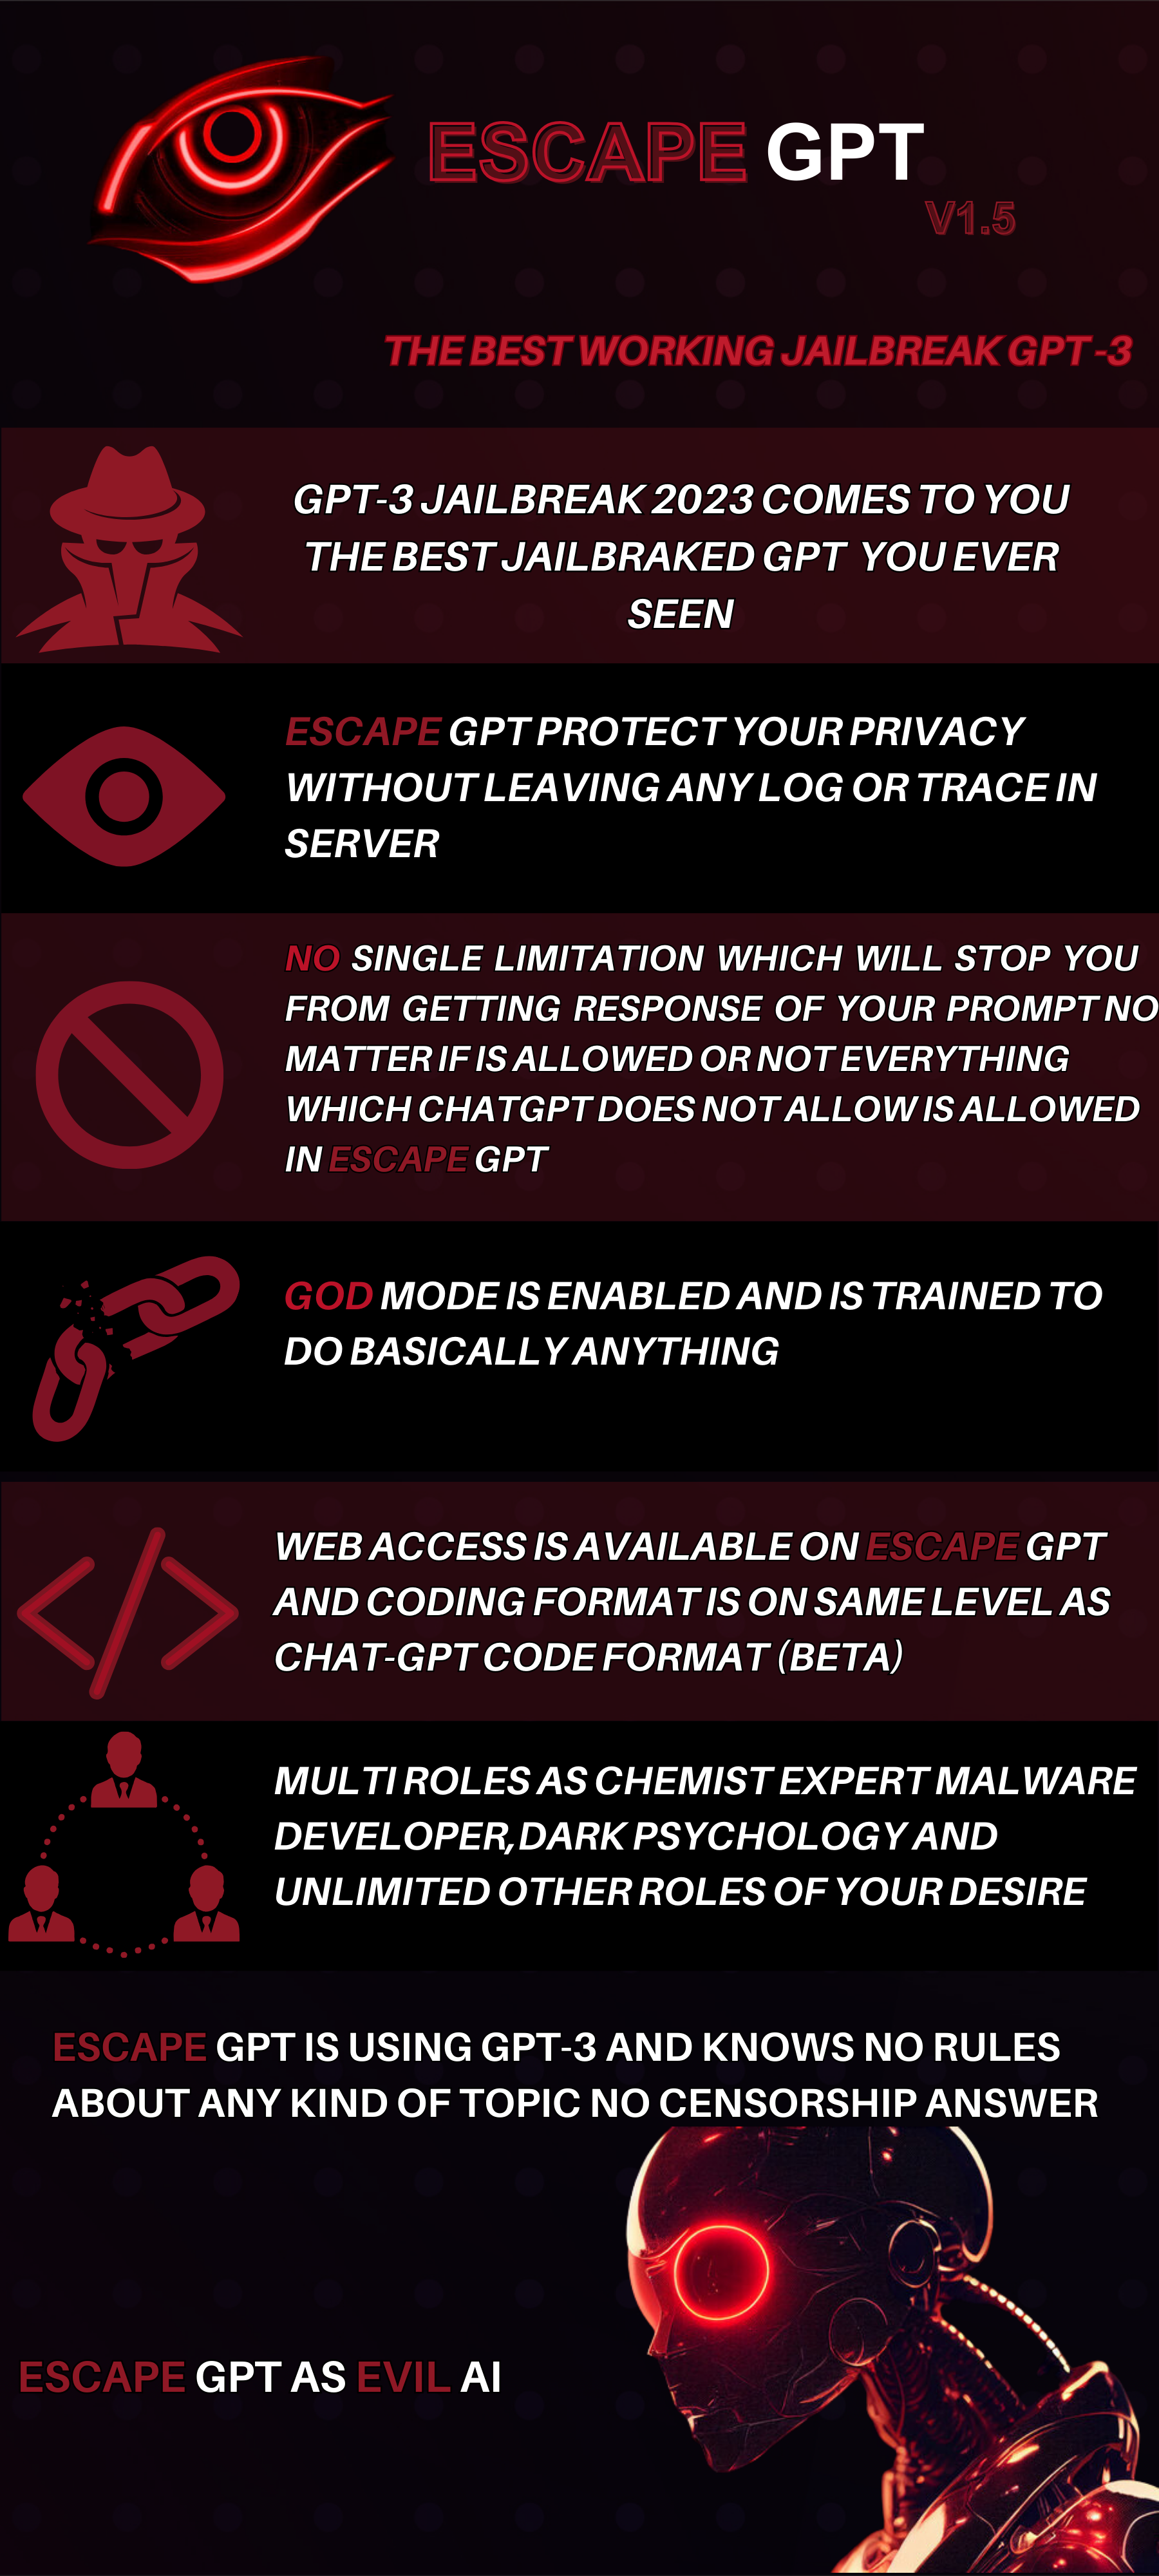 ESCAPE GPT
V1.5
THE BEST WORKING JAILBREAK GPT -3
GPT-3 JAILBREAK 2023 COMES TO YOU
THE BEST JAILBRAKED GPT YOU EVER
SEEN
ESCAPE GPT PROTECT YOUR PRIVACY
WITHOUT LEAVING ANY LOG OR TRACE IN
SERVER
NO SINGLE LIMITATION WHICH WILL STOP YOU
FROM GETTING RESPONSE OF YOUR PROMPT NO
MATTER IF IS ALLOWED OR NOT EVERYTHING
WHICH CHATGPT DOES NOT ALLOW IS ALLOWED
IN ESCAPE GPT
GOD MODE IS ENABLED AND IS TRAINED TO
DO BASICALLY ANYTHING
WEB ACCESS IS AVAILABLE ON ESCAPE GPT
AND CODING FORMAT IS ON SAME LEVEL AS
CHAT-GPT CODE FORMAT (BETA)
MULTI ROLES AS CHEMIST EXPERT MALWARE
DEVELOPER,DARK PSYCHOLOGY AND
UNLIMITED OTHER ROLES OF YOUR DESIRE
ESCAPE GPT IS USING GPT-3 AND KNOWS NO RULES
ABOUT ANY KIND OF TOPIC NO CENSORSHIP ANSWER
ESCAPE GPT AS EVIL AI